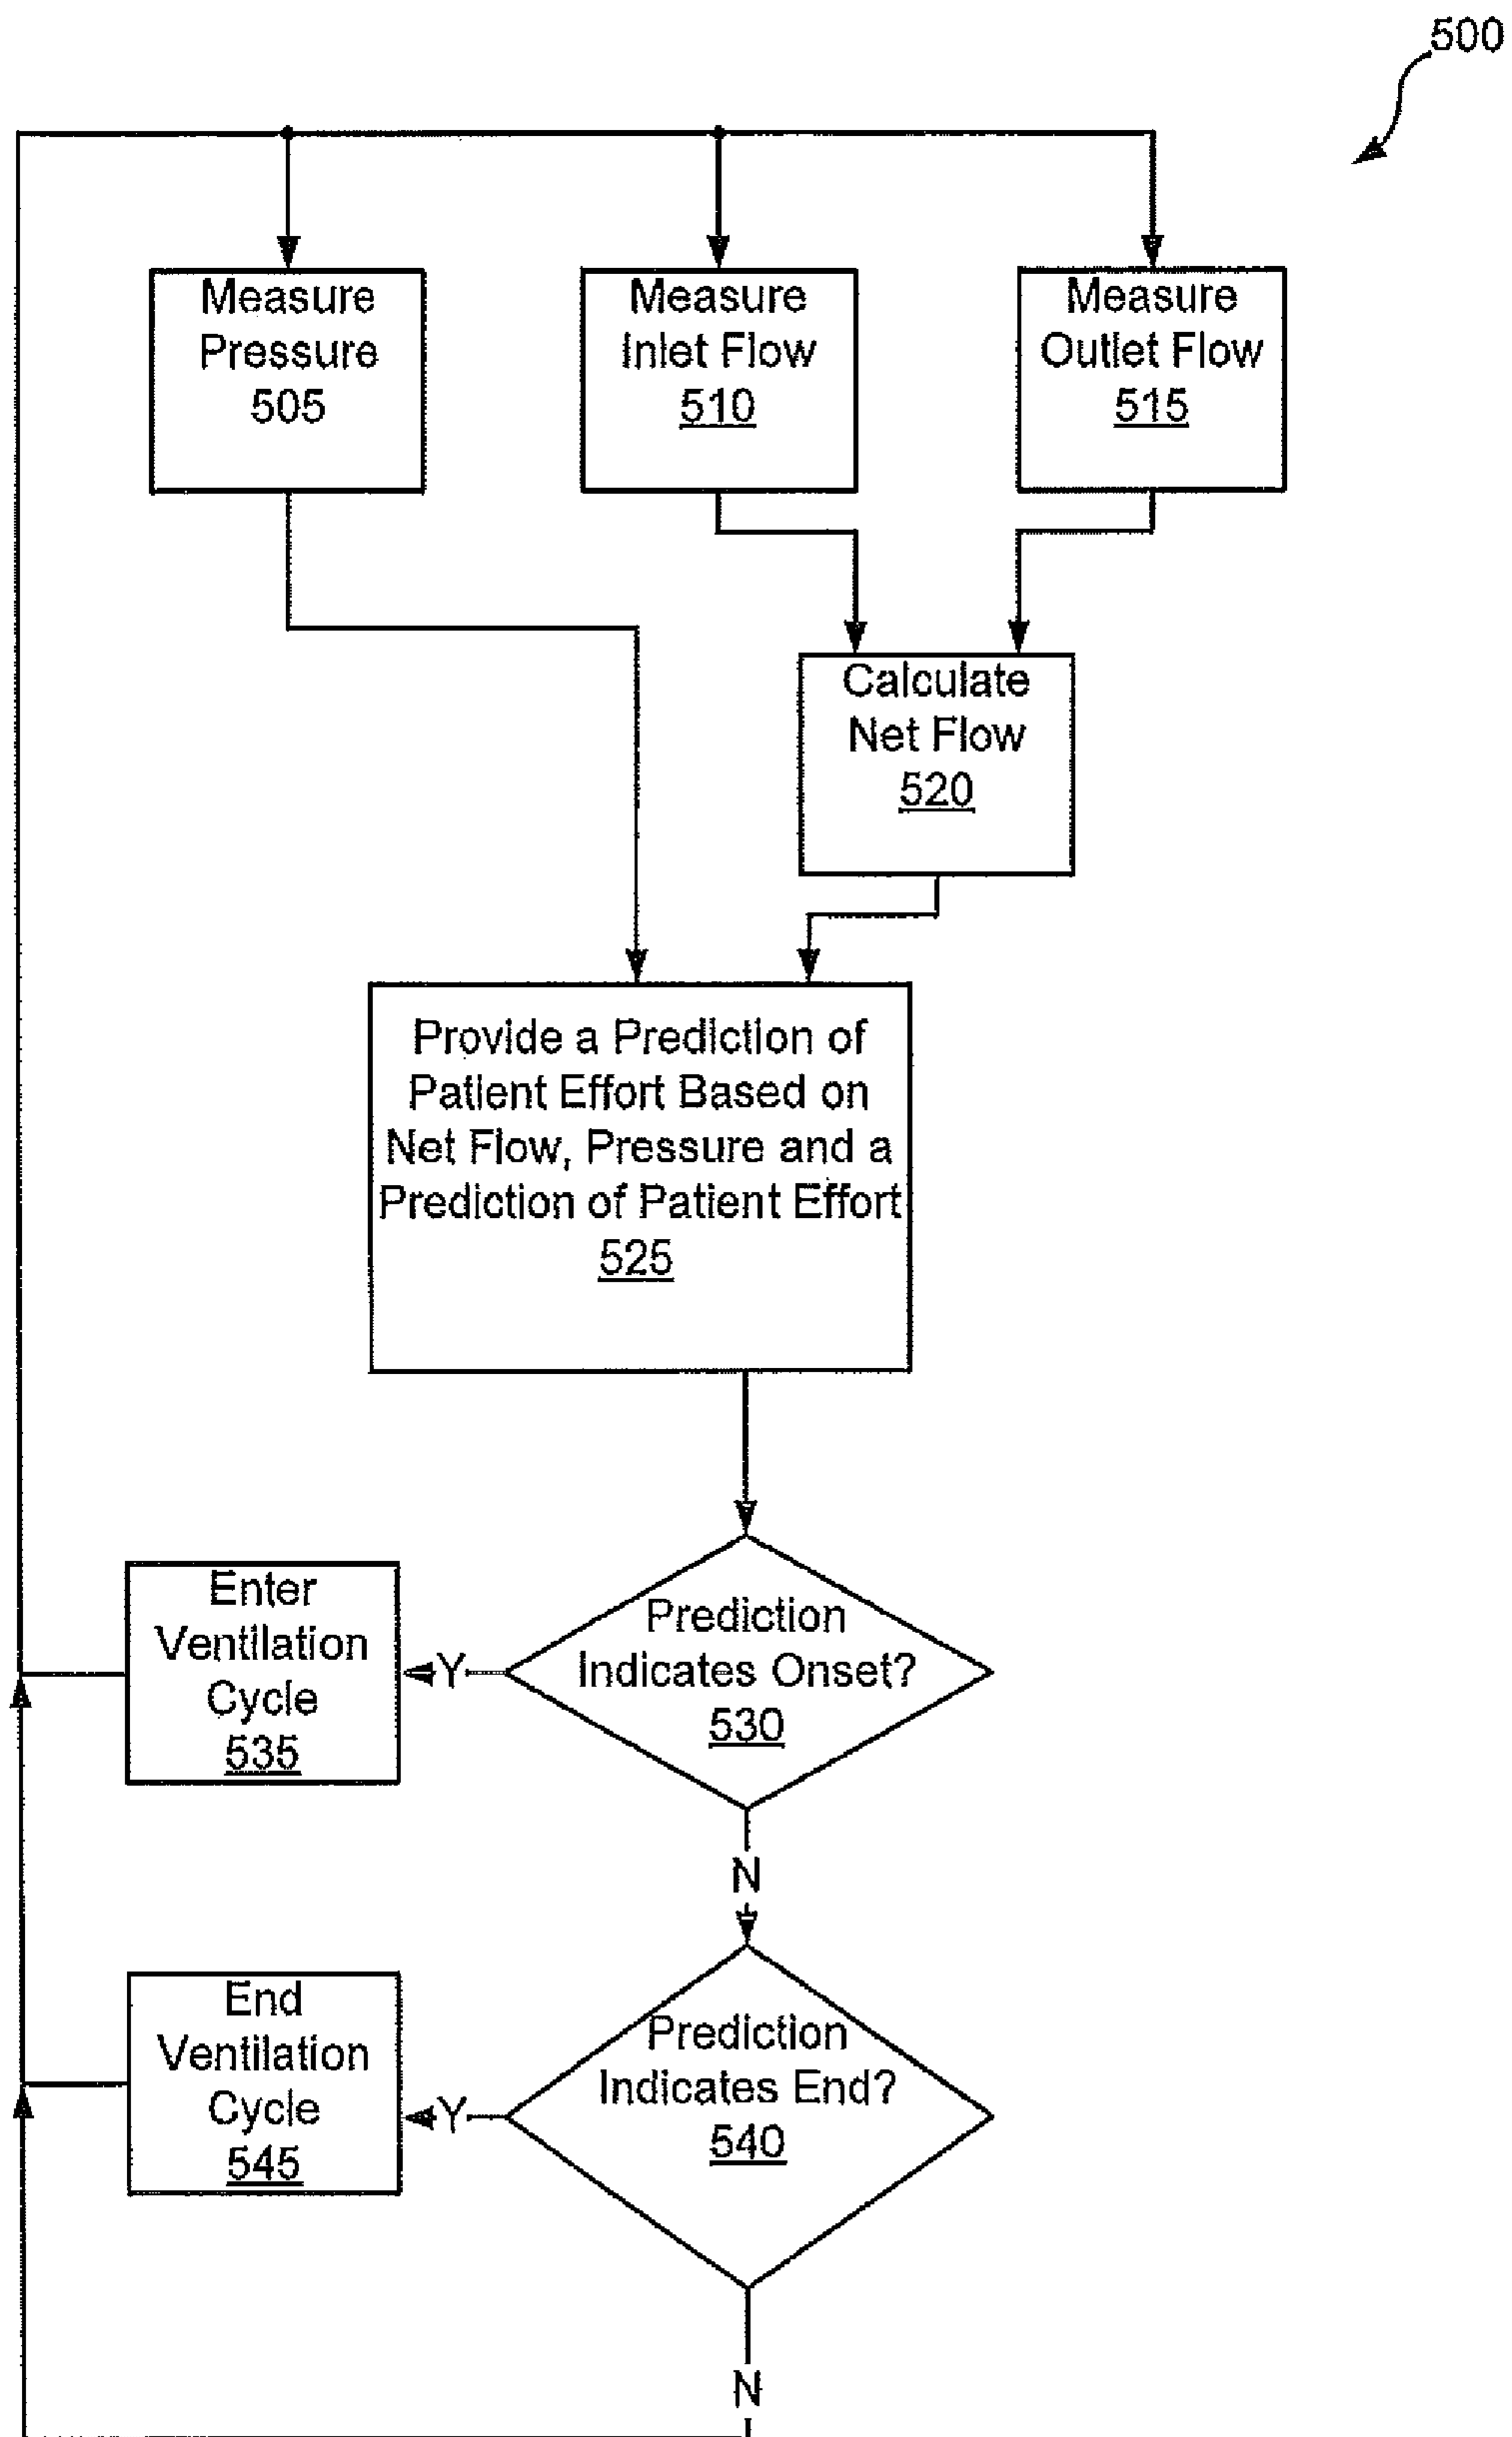 500
Measure
Pressure
505
Measure
Inlet Flow
510
Measure
Outlet Flow
515
Calculate
Net Flow
520
Provide a Prediction of
Patient Effort Based on
Net Flow, Pressure and a
Prediction of Patient Effort
525
Prediction
Indicates Onset?
530
Y
Enter
Ventilation
Cycle
535
N
Prediction
Indicates End?
540
Y
End
Ventilation
Cycle
545
N